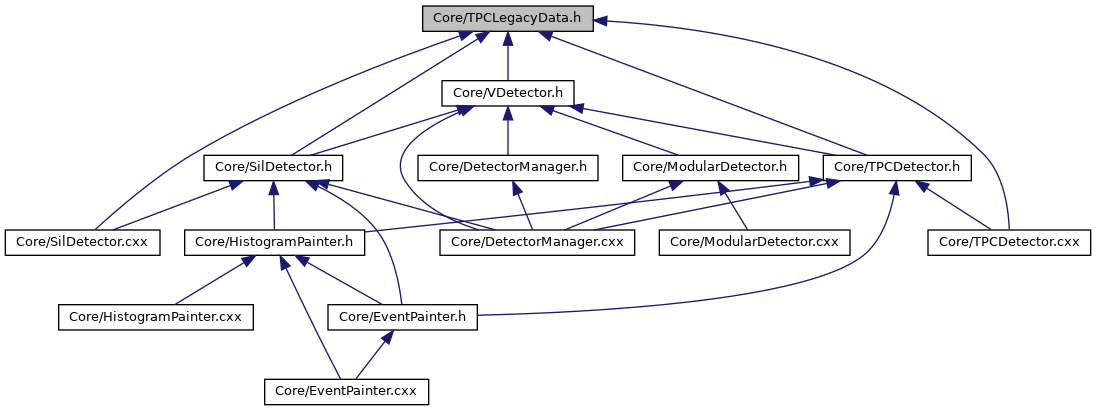 Core/TPCLegacyData.h
Core/VDetector.h
Core/SilDetector.h
Core/DetectorManager.h
Core/ModularDetector.h
Core/TPCDetector.h
Core/SilDetector.cxx
Core/HistogramPainter.h
Core/DetectorManager.cxx
Core/ModularDetector.cxx
Core/TPCDetector.cxx
Core/HistogramPainter.cxx
Core/EventPainter.h
Core/EventPainter.cxx